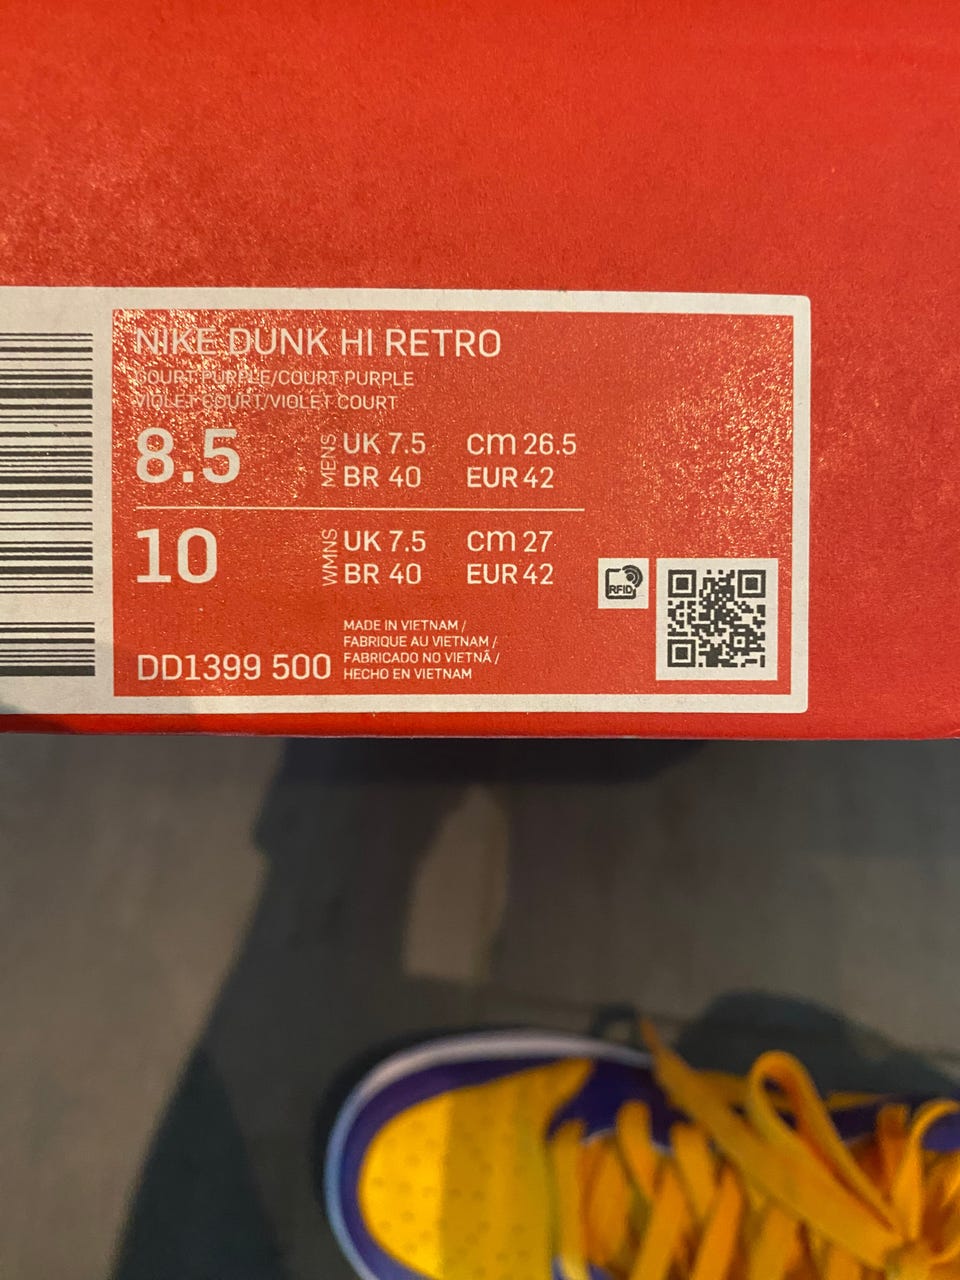 NIKE DUNK HI RETRO
COURT PURPLE/COURT PURPLE
VIOLET COURT/VIOLET COURT
8.5 MENS UK 7.5 CM 26.5
BR 40 EUR 42
10 WMNS UK 7.5 CM 27
BR 40 EUR 42
RFID
MADE IN VIETNAM /
FABRIQUE AU VIETNAM /
FABRICADO NO VIETNÃ /
HECHO EN VIETNAM
DD1399 500